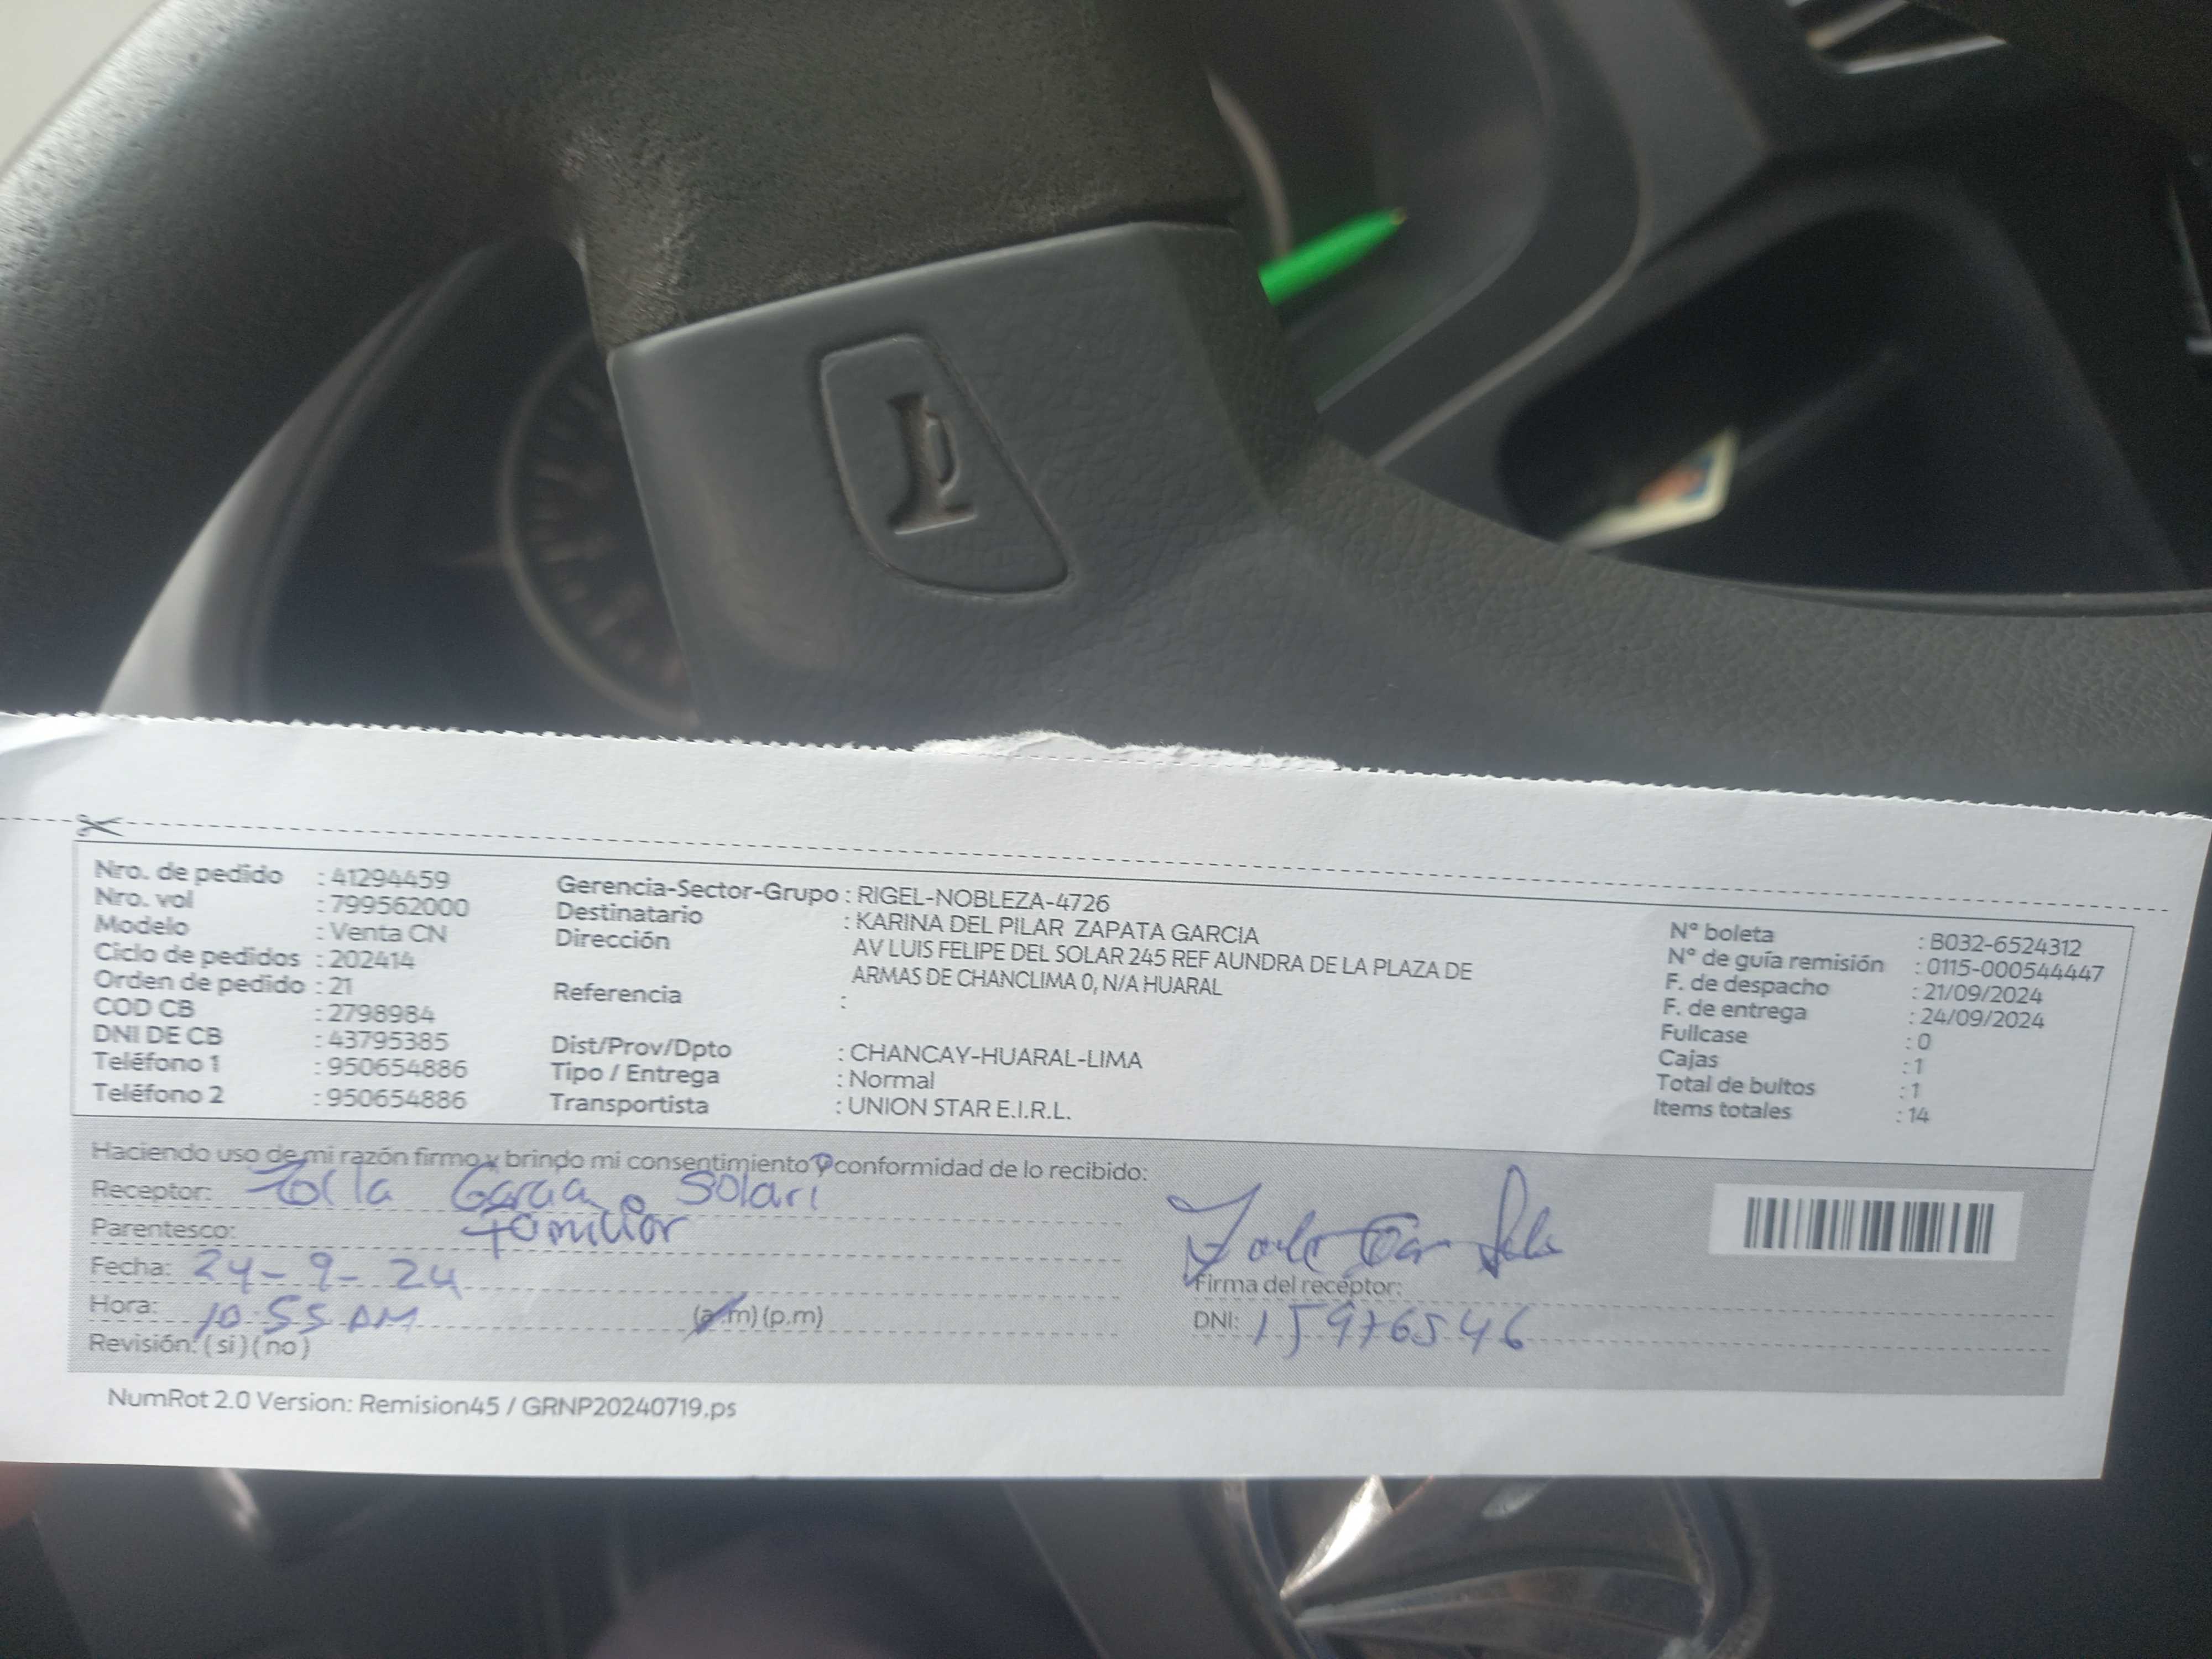 Nro. de pedido : 41294459
Nro. vol : 799562000
Modelo : Venta CN
Ciclo de pedidos : 202414
Orden de pedido : 21
COD CB : 2798984
DNI DE CB : 43795385
Teléfono 1 : 950654886
Teléfono 2 : 950654886
Gerencia-Sector-Grupo : RIGEL-NOBLEZA-4726
Destinatario : KARINA DEL PILAR ZAPATA GARCIA
Dirección AV LUIS FELIPE DEL SOLAR 245 REF AUNDRA DE LA PLAZA DE
ARMAS DE CHANCLIMA 0, N/A HUARAL
Referencia :
Dist/Prov/Dpto : CHANCAY-HUARAL-LIMA
Tipo / Entrega : Normal
Transportista : UNION STAR E.I.R.L.
N° boleta : B032-6524312
N° de guía remisión : 0115-000544447
F. de despacho : 21/09/2024
F. de entrega : 24/09/2024
Fullcase : 0
Cajas : 1
Total de bultos : 1
Items totales : 14
Haciendo uso de mi razón firmo y brindo mi consentimiento y conformidad de lo recibido:
Receptor: Garcia Solari
Parentesco: familiar
Fecha: 24-9-24
Hora: 10:55 AM (a.m) (p.m)
Revisión: (si) (no)
Firma del receptor:
DNI: 15976546
NumRot 2.0 Version: Remision45 / GRNP20240719.ps